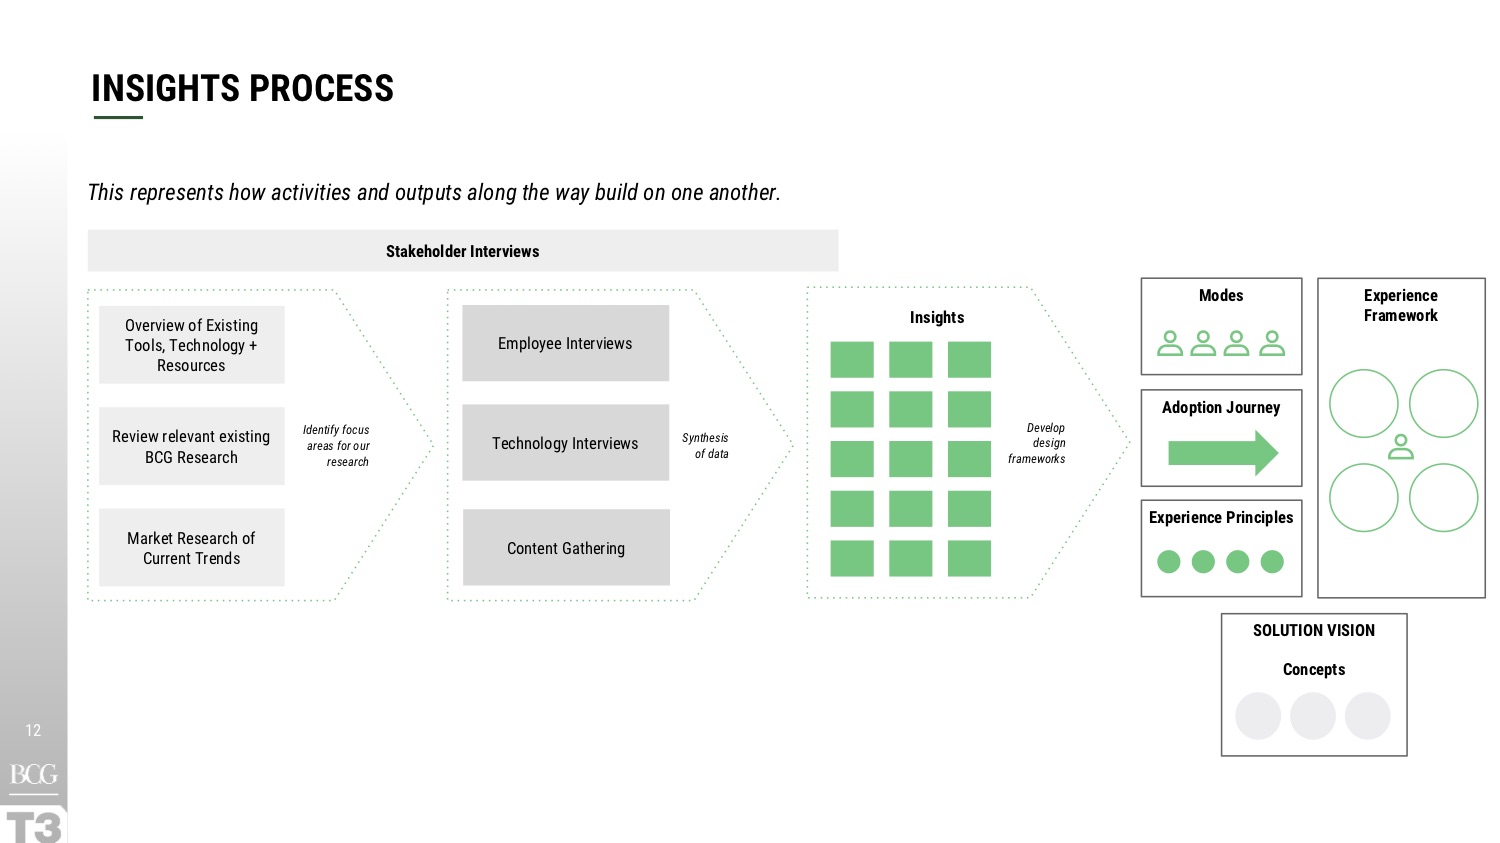 INSIGHTS PROCESS
This represents how activities and outputs along the way build on one another.
Stakeholder Interviews
Overview of Existing
Tools, Technology +
Resources
Review relevant existing
BCG Research
Market Research of
Current Trends
Identify focus
areas for our
research
Employee Interviews
Technology Interviews
Content Gathering
Synthesis
of data
Insights
Develop
design
frameworks
Modes
Adoption Journey
Experience Principles
Experience
Framework
SOLUTION VISION
Concepts
12
BCG
T3